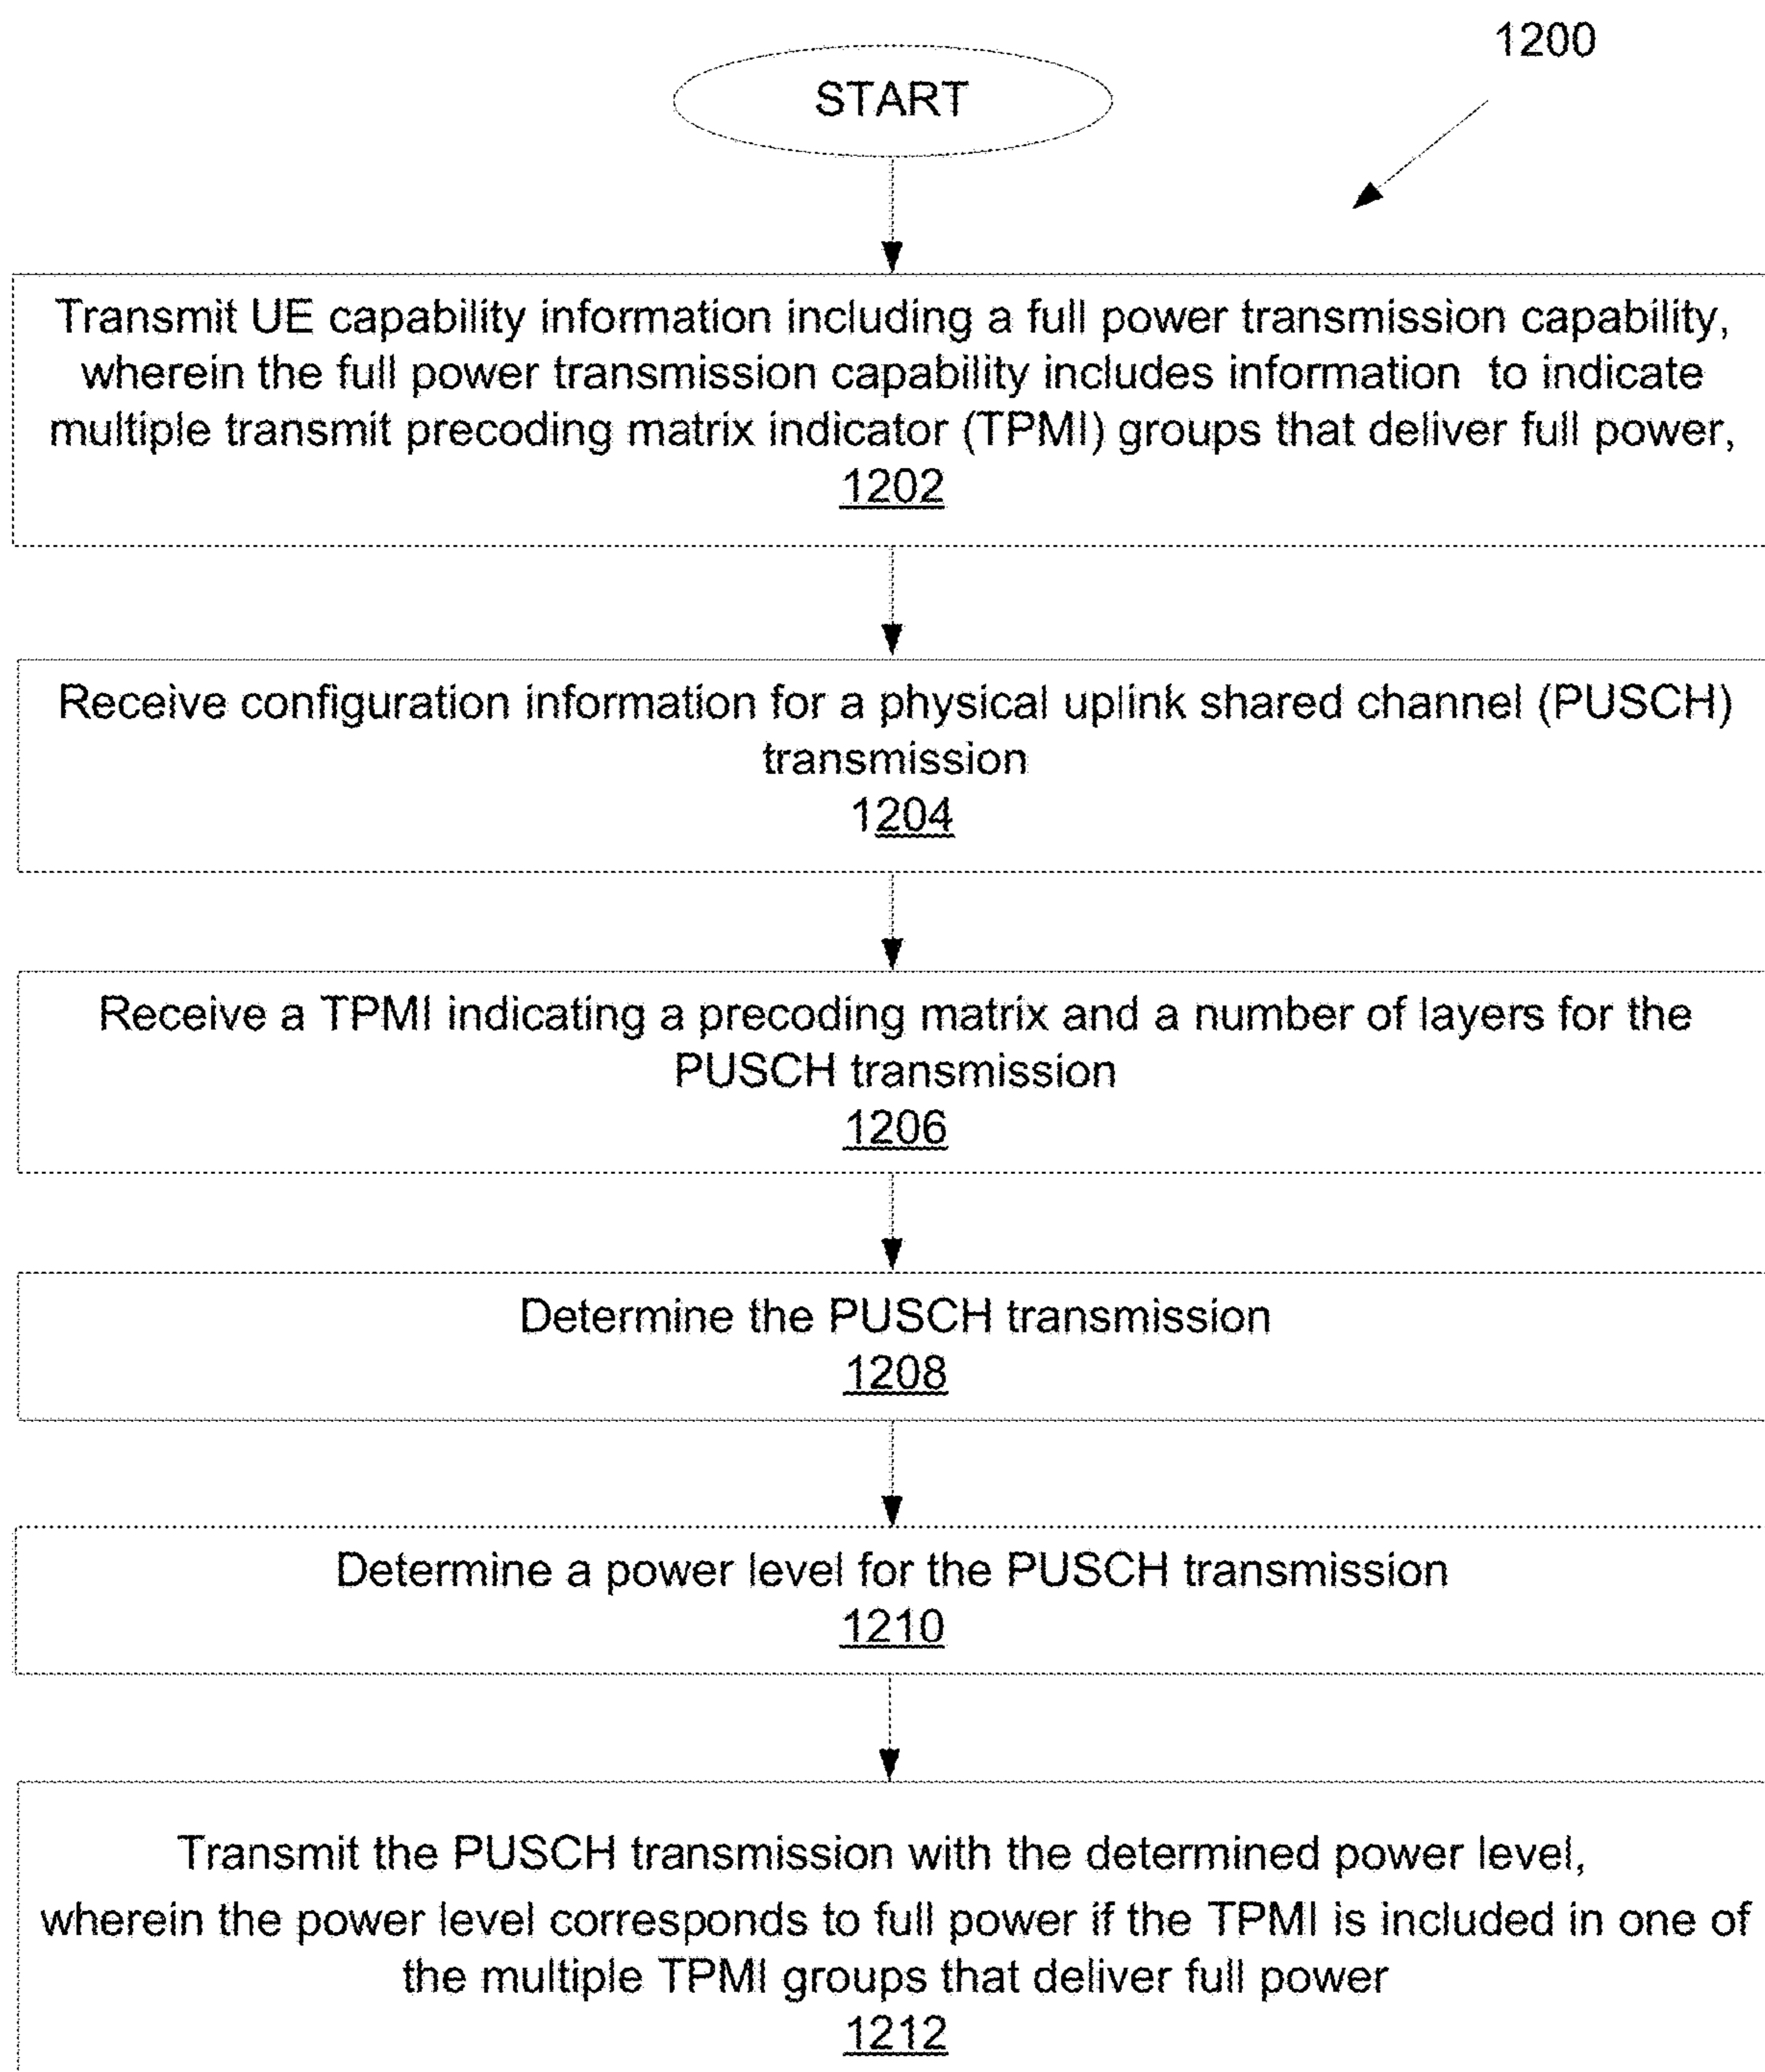 1200
START
Transmit UE capability information including a full power transmission capability,
wherein the full power transmission capability includes information to indicate
multiple transmit precoding matrix indicator (TPMI) groups that deliver full power,
1202
Receive configuration information for a physical uplink shared channel (PUSCH)
transmission
1204
Receive a TPMI indicating a precoding matrix and a number of layers for the
PUSCH transmission
1206
Determine the PUSCH transmission
1208
Determine a power level for the PUSCH transmission
1210
Transmit the PUSCH transmission with the determined power level,
wherein the power level corresponds to full power if the TPMI is included in one of
the multiple TPMI groups that deliver full power
1212